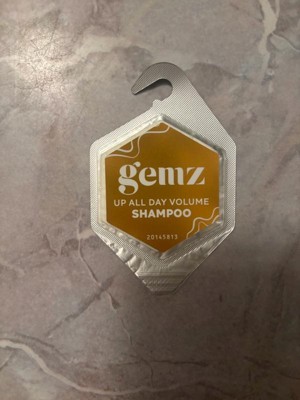 gemz
UP ALL DAY VOLUME
SHAMPOO
20145813